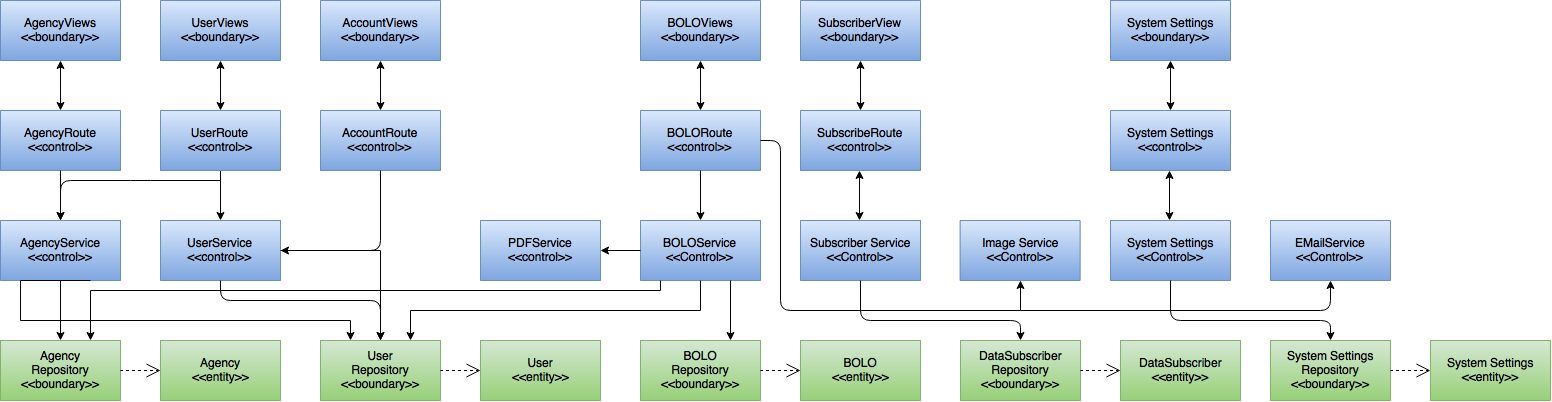 AgencyViews
<<boundary>>
UserViews
<<boundary>>
AccountViews
<<boundary>>
BOLOViews
<<boundary>>
SubscriberView
<<boundary>>
System Settings
<<boundary>>
AgencyRoute
<<control>>
UserRoute
<<control>>
AccountRoute
<<control>>
BOLORoute
<<control>>
SubscribeRoute
<<control>>
System Settings
<<control>>
AgencyService
<<control>>
UserService
<<control>>
PDFService
<<control>>
BOLOService
<<Control>>
Subscriber Service
<<Control>>
Image Service
<<Control>>
System Settings
<<Control>>
EMailService
<<Control>>
Agency
Repository
<<boundary>>
Agency
<<entity>>
User
Repository
<<boundary>>
User
<<entity>>
BOLO
Repository
<<boundary>>
BOLO
<<entity>>
DataSubscriber
Repository
<<boundary>>
DataSubscriber
<<entity>>
System Settings
Repository
<<boundary>>
System Settings
<<entity>>